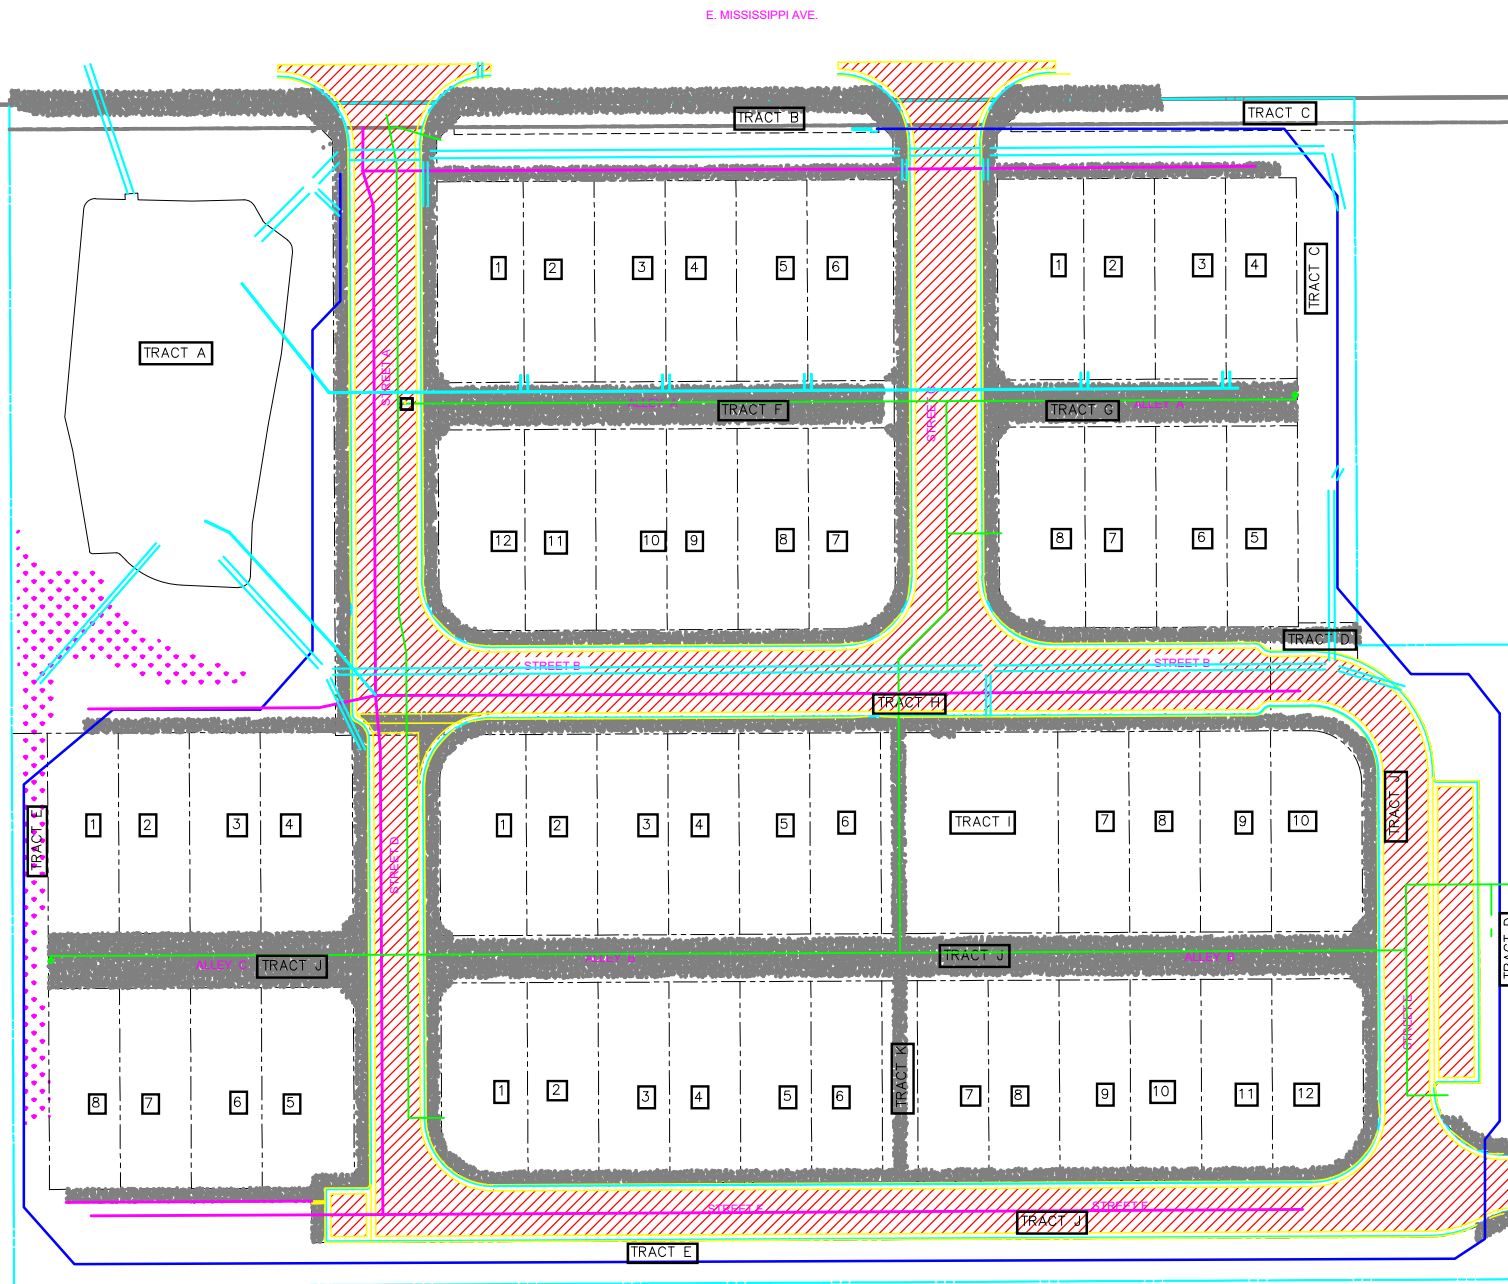 E. MISSISSIPPI AVE.
TRACT B
TRACT C
1
2
3
4
5
6
1
2
3
4
TRACT C
TRACT A
STREET A
TRACT F
TRACT G
ALLEY A
STREET
12
11
10
9
8
7
8
7
6
5
STREET B
STREET B
TRACT D
TRACT H
TRACT E
1
2
3
4
STREET D
1
2
3
4
5
6
TRACT I
7
8
9
10
TRACT J
ALLEY C
TRACT J
TRACT J
8
7
6
5
1
2
3
4
5
6
TRACT K
7
8
9
10
11
12
STREET
STREET
TRACT J
TRACT E